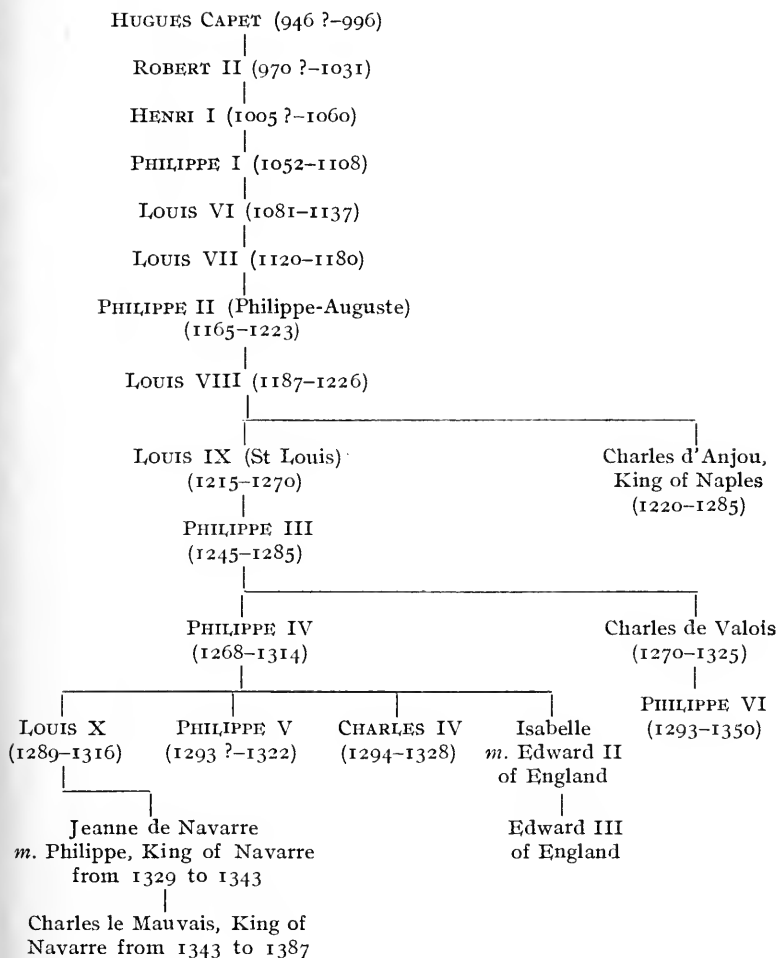 HUGUES CAPET (946 ?–996)
ROBERT II (970 ?–1031)
HENRI I (1005 ?–1060)
PHILIPPE I (1052–1108)
LOUIS VI (1081–1137)
LOUIS VII (1120–1180)
PHILIPPE II (Philippe-Auguste)
(1165–1223)
LOUIS VIII (1187–1226)
LOUIS IX (St Louis)
(1215–1270)
Charles d'Anjou,
King of Naples
(1220–1285)
PHILIPPE III
(1245–1285)
PHILIPPE IV
(1268–1314)
Charles de Valois
(1270–1325)
PHILIPPE VI
(1293–1350)
LOUIS X
(1289–1316)
PHILIPPE V
(1293 ?–1322)
CHARLES IV
(1294–1328)
Isabelle
m. Edward II
of England
Edward III
of England
Jeanne de Navarre
m. Philippe, King of Navarre
from 1329 to 1343
Charles le Mauvais, King of
Navarre from 1343 to 1387